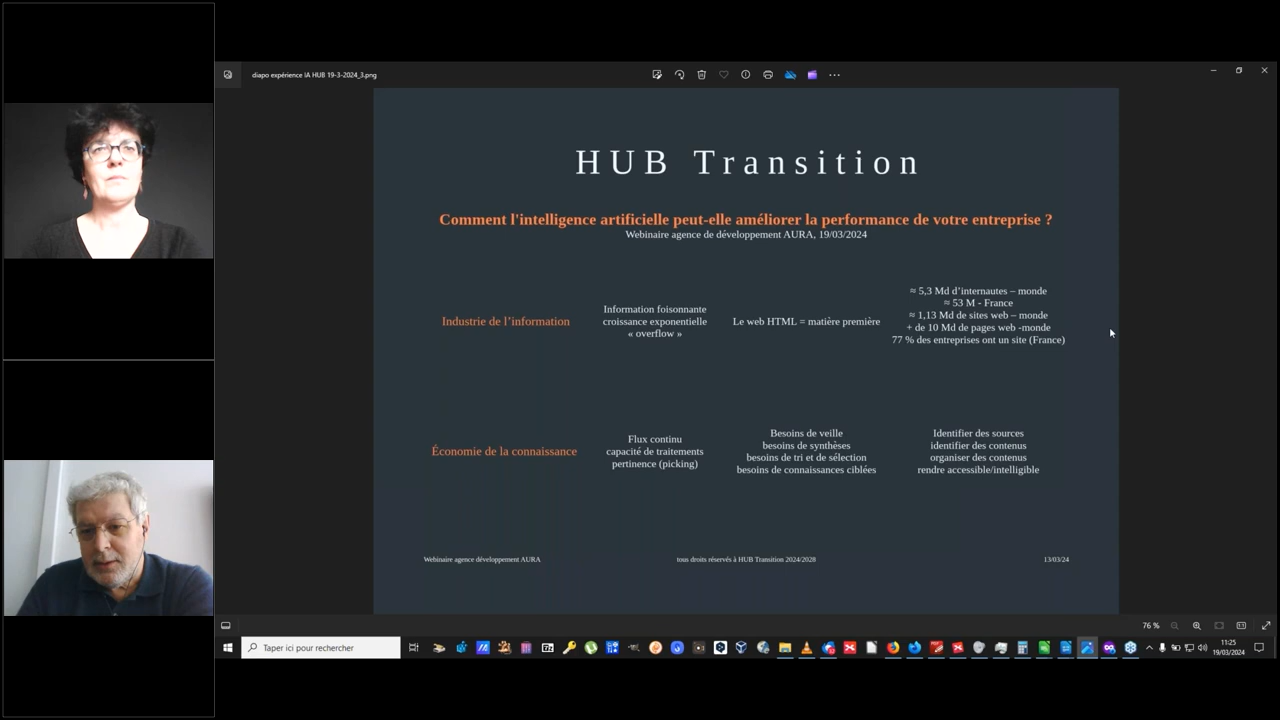 diapo expérience IA HUB 19-3-2024_3.png
HUB Transition
Comment l'intelligence artificielle peut-elle améliorer la performance de votre entreprise ?
Webinaire agence de développement AURA, 19/03/2024
Industrie de l'information
Information foisonnante
croissance exponentielle
« overflow »
Le web HTML = matière première
≈ 5,3 Md d'internautes – monde
≈ 53 M - France
≈ 1,13 Md de sites web – monde
+ de 10 Md de pages web -monde
77 % des entreprises ont un site (France)
Économie de la connaissance
Flux continu
capacité de traitements
pertinence (picking)
Besoins de veille
besoins de synthèses
besoins de tri et de sélection
besoins de connaissances ciblées
Identifier des sources
identifier des contenus
organiser des contenus
rendre accessible/intelligible
Webinaire agence développement AURA
tous droits réservés à HUB Transition 2024/2028
13/03/24
76 %
Taper ici pour rechercher
11:25
19/03/2024